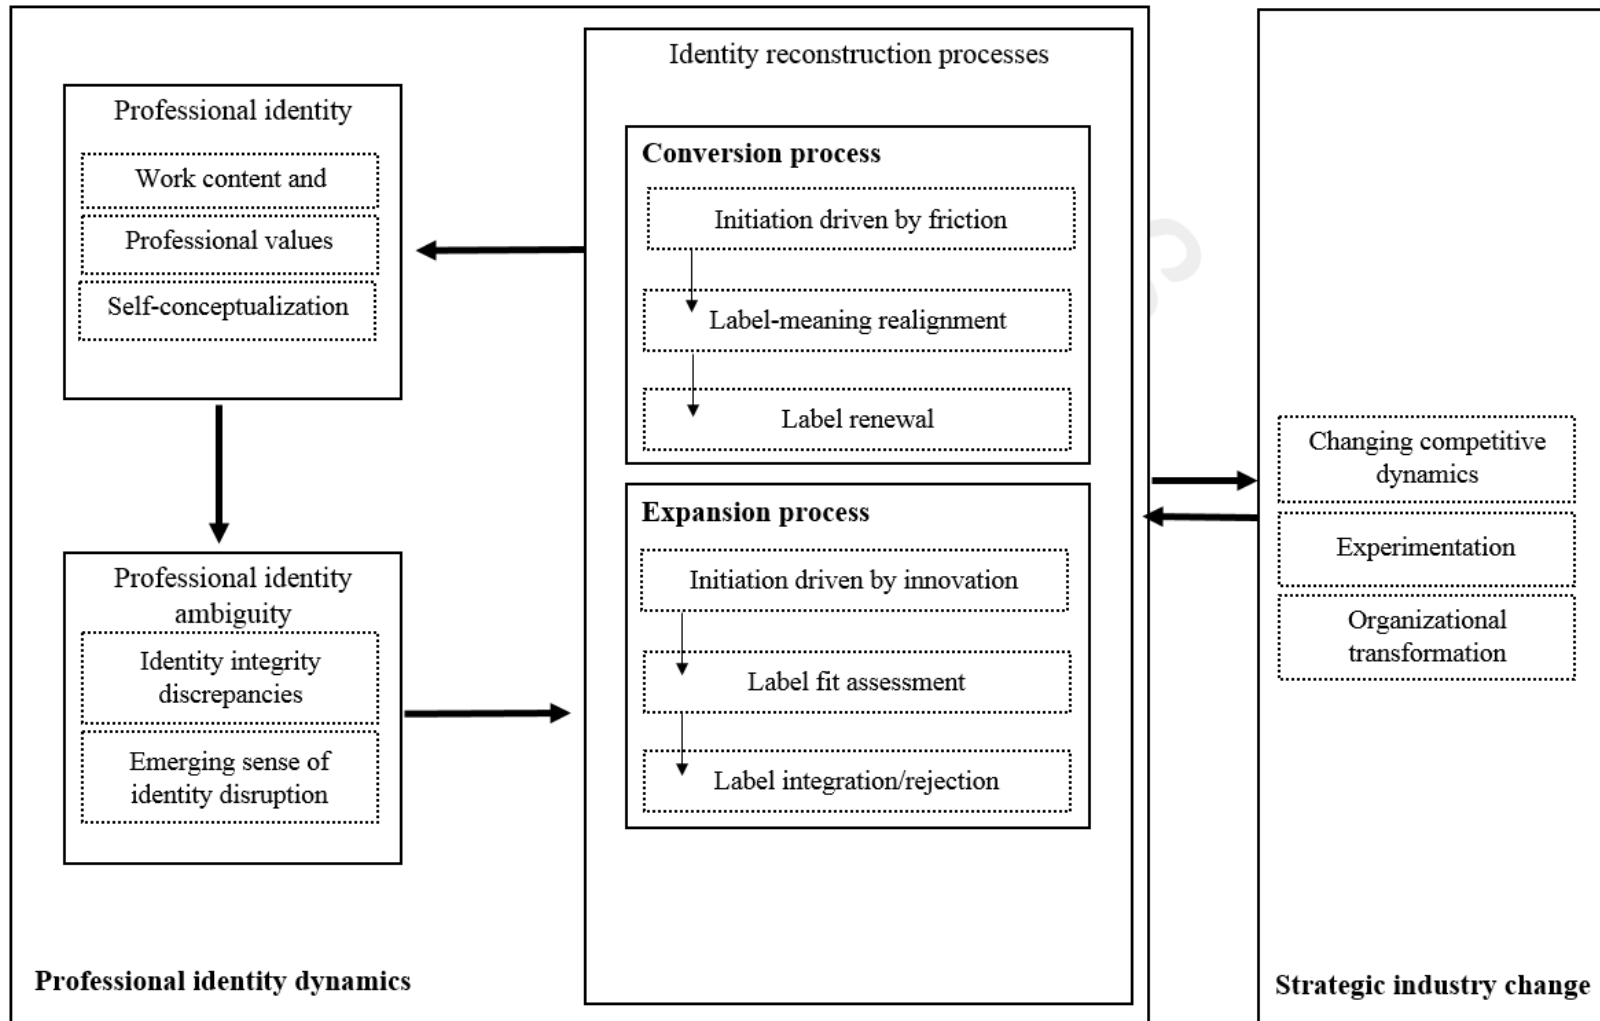 Identity reconstruction processes
Professional identity
Work content and
Professional values
Self-conceptualization
Professional identity
ambiguity
Identity integrity
discrepancies
Emerging sense of
identity disruption
Conversion process
Initiation driven by friction
Label-meaning realignment
Label renewal
Expansion process
Initiation driven by innovation
Label fit assessment
Label integration/rejection
Changing competitive
dynamics
Experimentation
Organizational
transformation
Professional identity dynamics
Strategic industry change